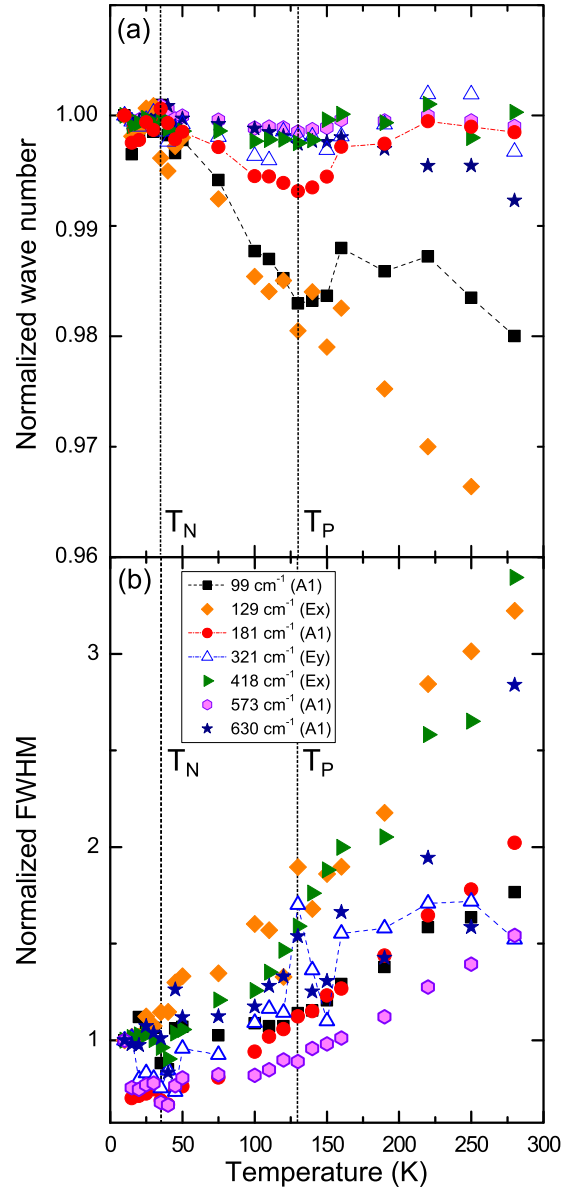 (a)
1.00
0.99
0.98
0.97
0.96
Normalized wave number
T_N
T_P
(b)
99 cm⁻¹ (A1)
129 cm⁻¹ (Ex)
181 cm⁻¹ (A1)
321 cm⁻¹ (Ey)
418 cm⁻¹ (Ex)
573 cm⁻¹ (A1)
630 cm⁻¹ (A1)
T_N
T_P
3
2
1
Normalized FWHM
0
50
100
150
200
250
300
Temperature (K)